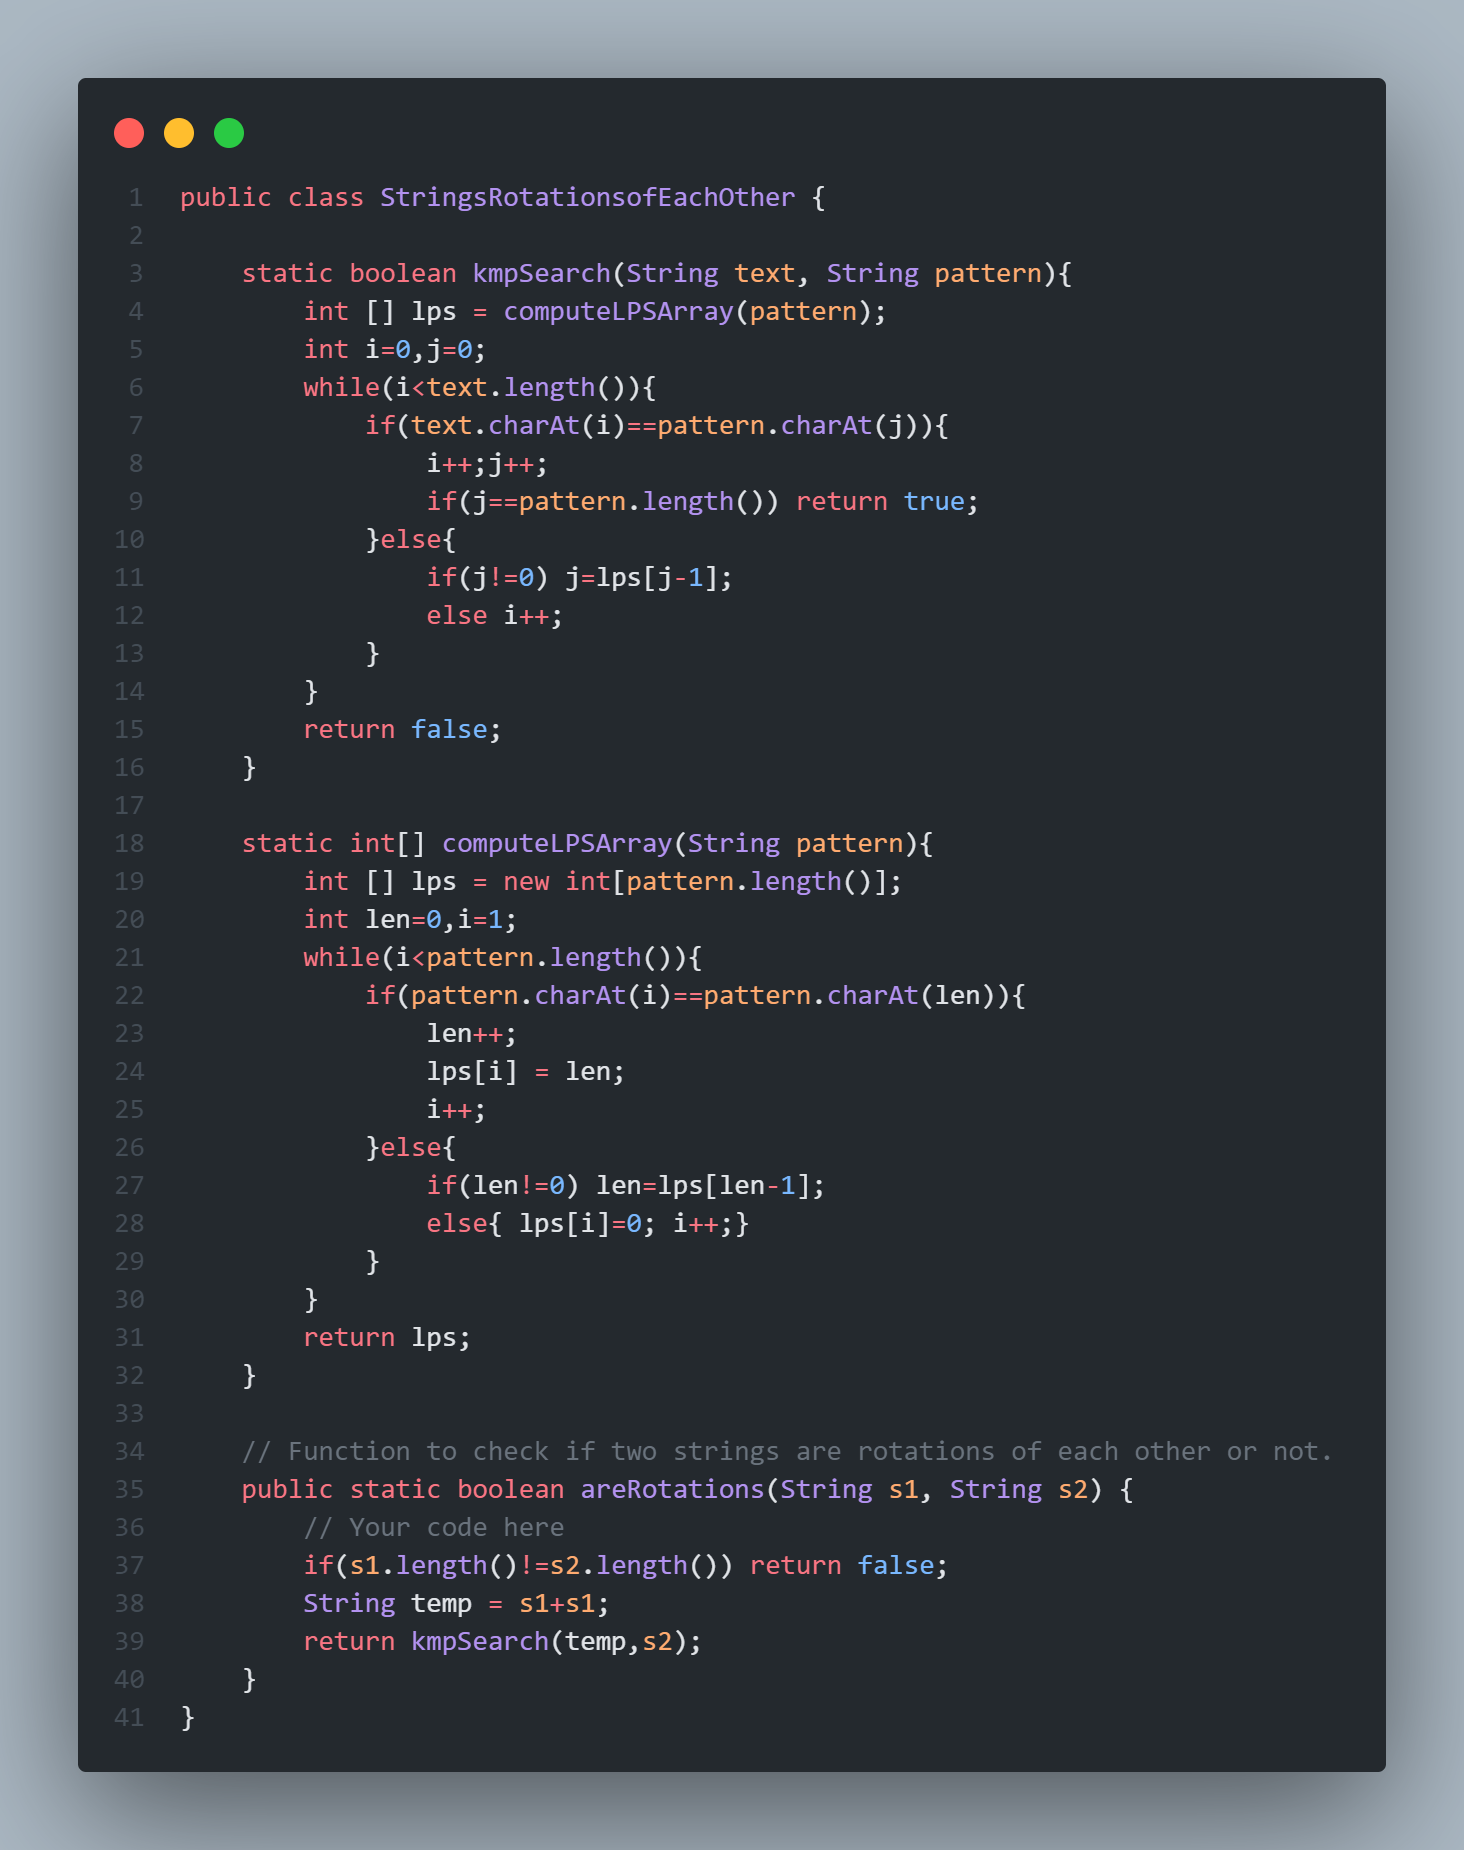 1 public class StringsRotationsofEachOther {
2
3     static boolean kmpSearch(String text, String pattern){
4         int [] lps = computeLPSArray(pattern);
5         int i=0,j=0;
6         while(i<text.length()){
7             if(text.charAt(i)==pattern.charAt(j)){
8                 i++;j++;
9                 if(j==pattern.length()) return true;
10             }else{
11                 if(j!=0) j=lps[j-1];
12                 else i++;
13             }
14         }
15         return false;
16     }
17
18     static int[] computeLPSArray(String pattern){
19         int [] lps = new int[pattern.length()];
20         int len=0,i=1;
21         while(i<pattern.length()){
22             if(pattern.charAt(i)==pattern.charAt(len)){
23                 len++;
24                 lps[i] = len;
25                 i++;
26             }else{
27                 if(len!=0) len=lps[len-1];
28                 else{ lps[i]=0; i++;}
29             }
30         }
31         return lps;
32     }
33
34     // Function to check if two strings are rotations of each other or not.
35     public static boolean areRotations(String s1, String s2) {
36         // Your code here
37         if(s1.length()!=s2.length()) return false;
38         String temp = s1+s1;
39         return kmpSearch(temp,s2);
40     }
41 }